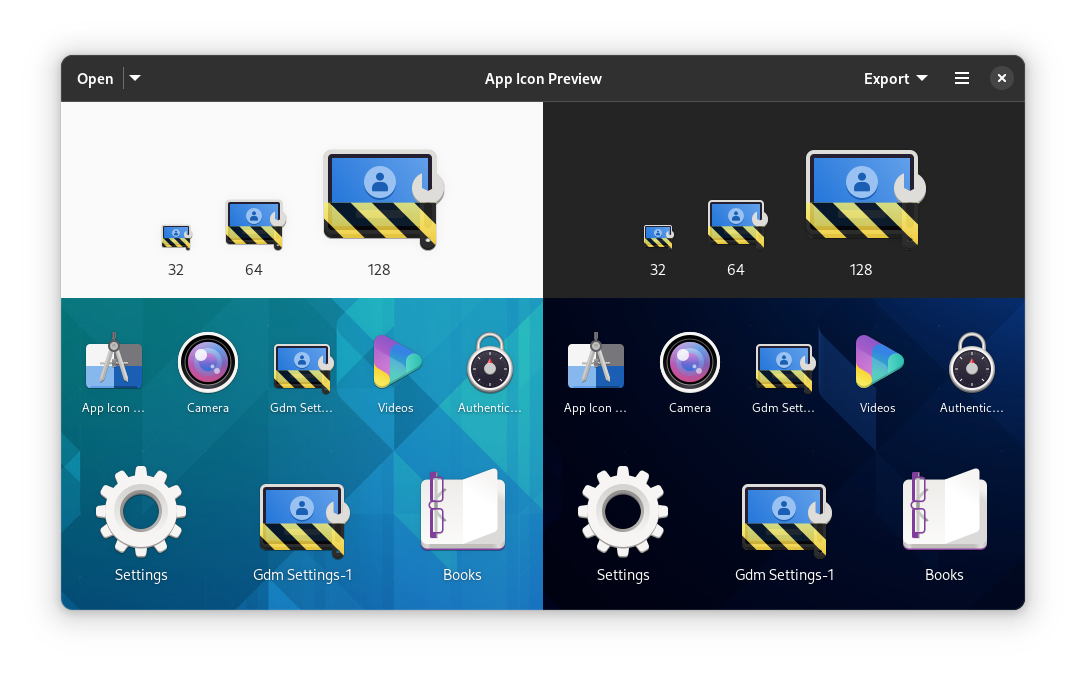 Open
App Icon Preview
Export
32
64
128
32
64
128
App Icon ...
Camera
Gdm Sett...
Videos
Authentic...
App Icon ...
Camera
Gdm Sett...
Videos
Authentic...
Settings
Gdm Settings-1
Books
Settings
Gdm Settings-1
Books